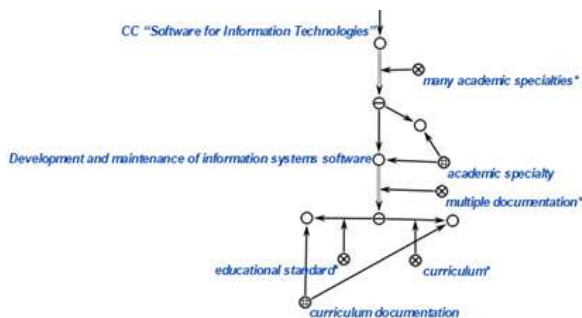 CC "Software for Information Technologies"
many academic specialties*
Development and maintenance of information systems software
academic specialty
multiple documentation*
educational standard*
curriculum*
curriculum documentation